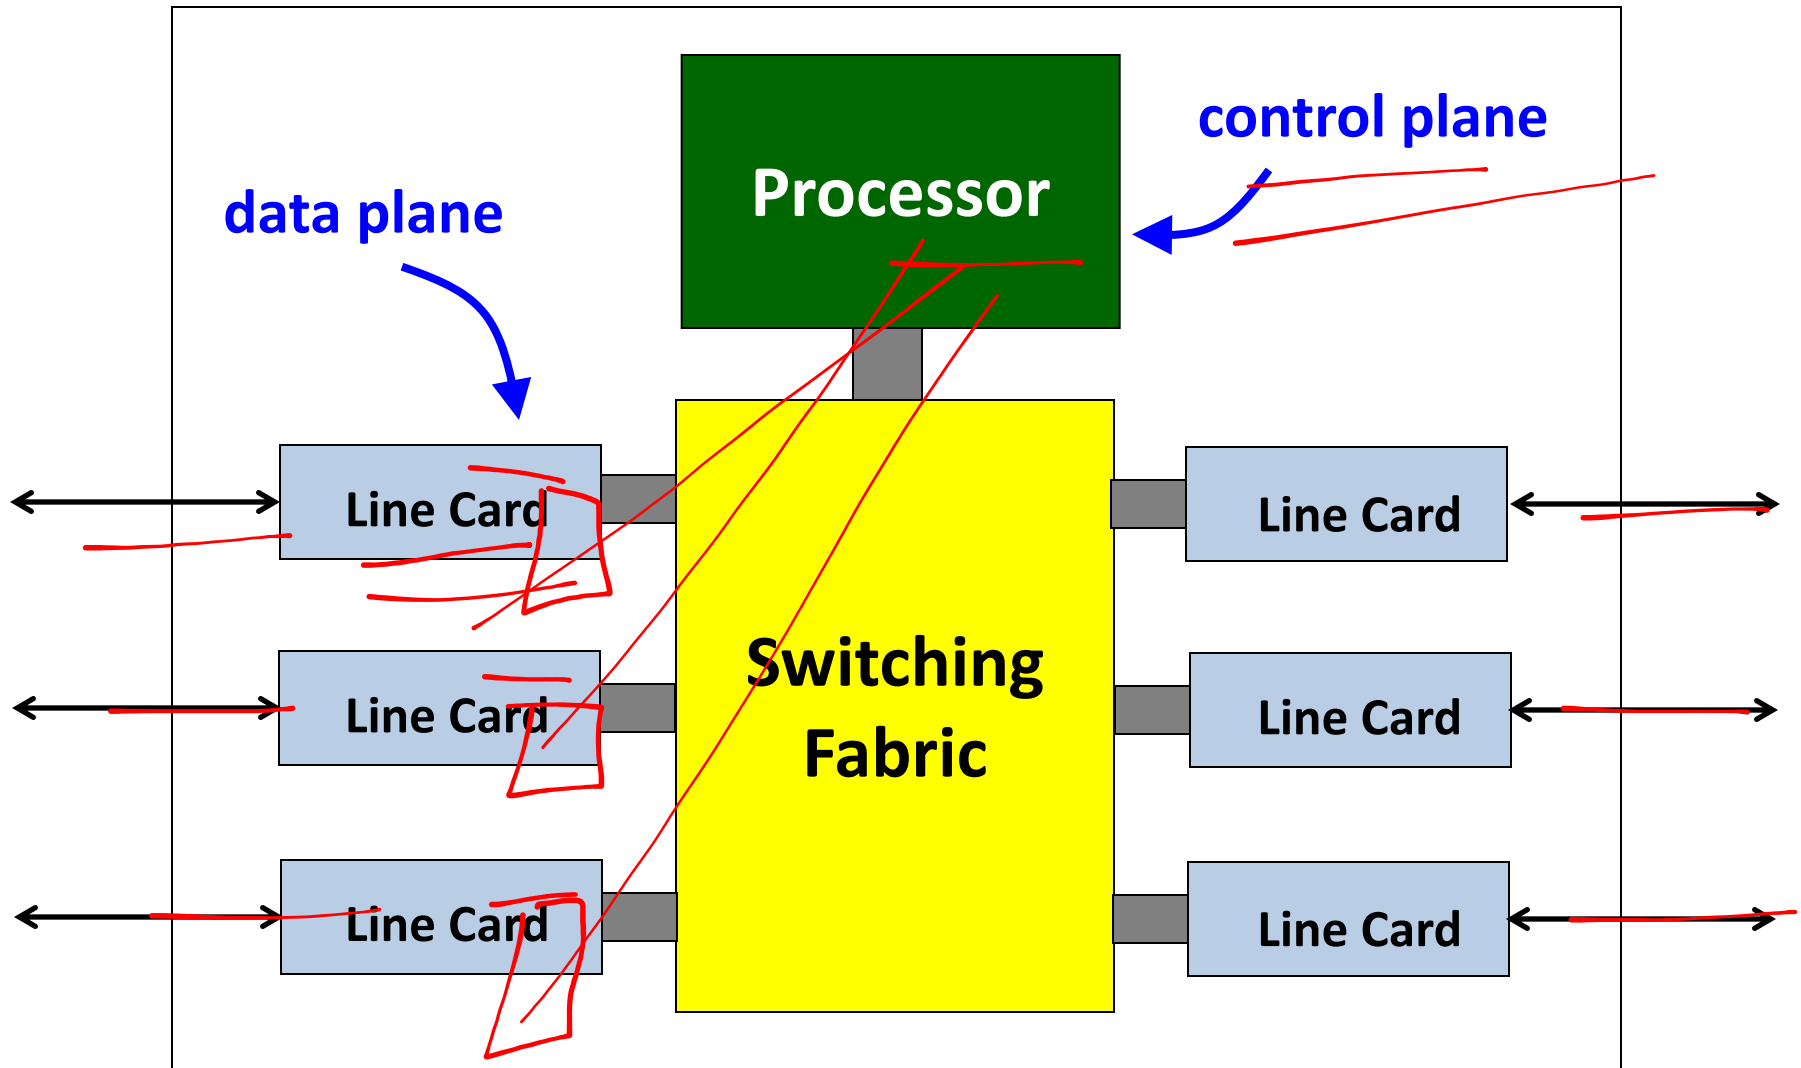 control plane
Processor
data plane
Line Card
Line Card
Switching
Fabric
Line Card
Line Card
Line Card
Line Card